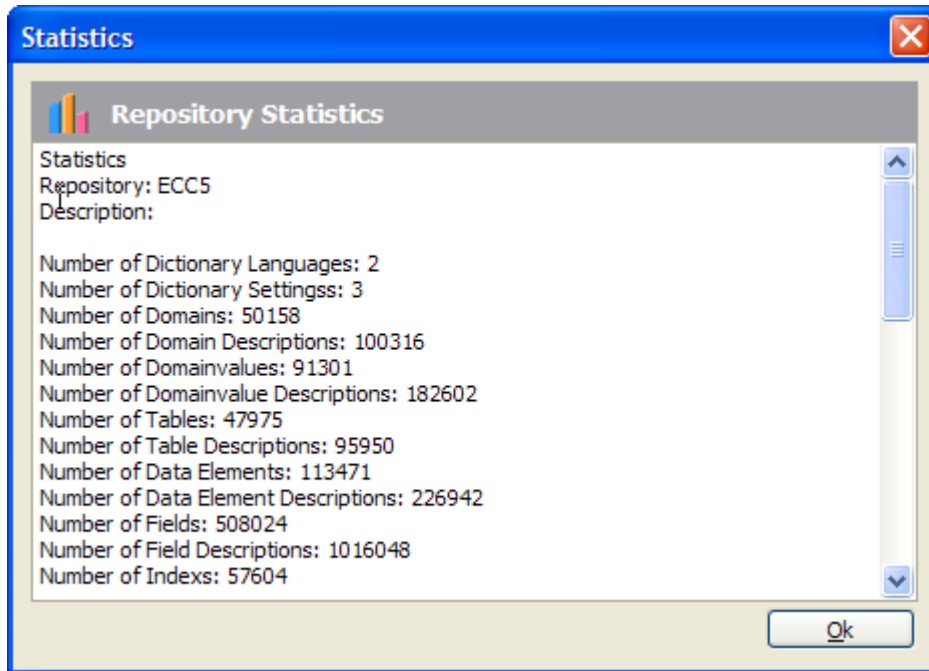 Statistics
Repository Statistics
Statistics
Repository: ECC5
Description:
Number of Dictionary Languages: 2
Number of Dictionary Settingss: 3
Number of Domains: 50158
Number of Domain Descriptions: 100316
Number of Domainvalues: 91301
Number of Domainvalue Descriptions: 182602
Number of Tables: 47975
Number of Table Descriptions: 95950
Number of Data Elements: 113471
Number of Data Element Descriptions: 226942
Number of Fields: 508024
Number of Field Descriptions: 1016048
Number of Indexs: 57604
Ok